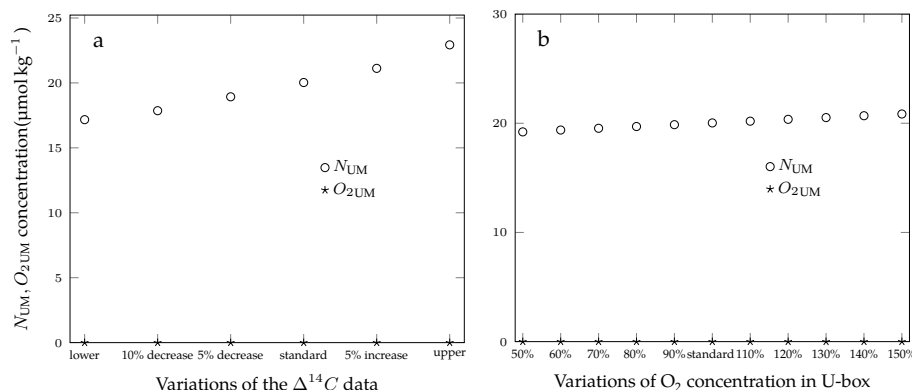 a
N_UM, O_2UM concentration(μmol kg⁻¹)
25
20
15
10
5
0
N_UM
O_2UM
lower 10% decrease 5% decrease standard 5% increase upper
Variations of the Δ¹⁴C data
b
30
20
10
0
N_UM
O_2UM
50% 60% 70% 80% 90% standard 110% 120% 130% 140% 150%
Variations of O₂ concentration in U-box